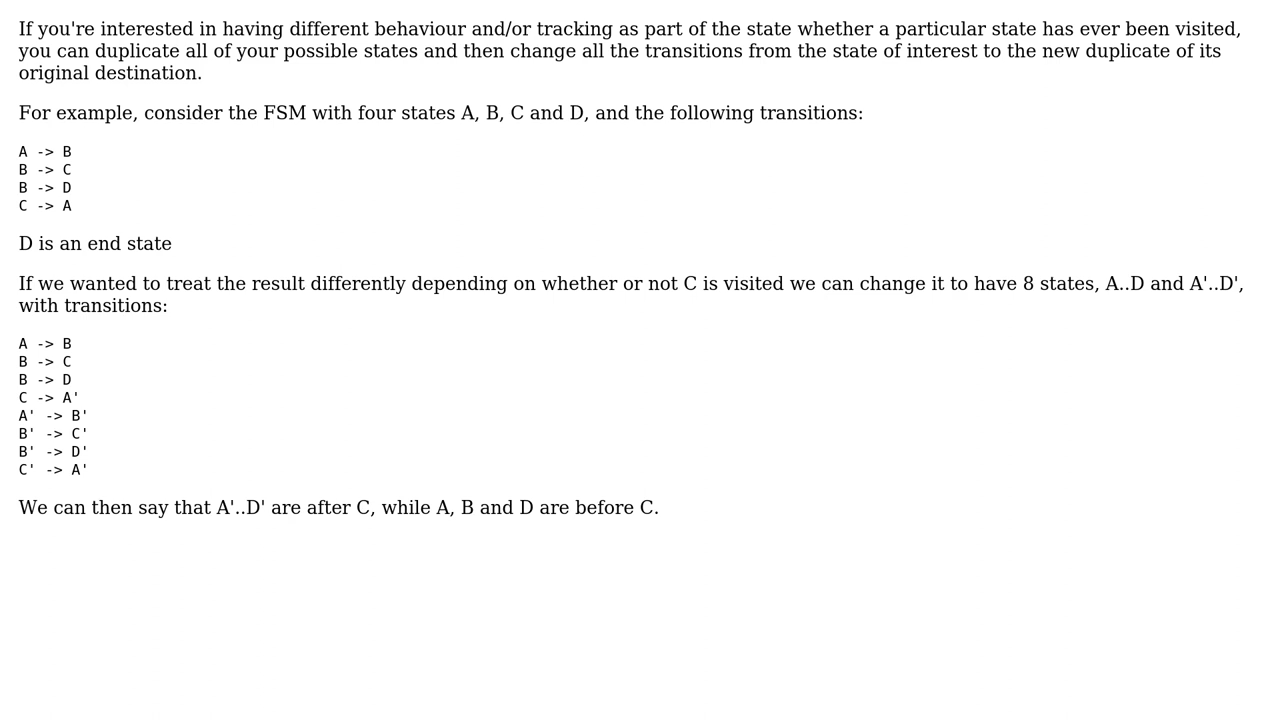 If you're interested in having different behaviour and/or tracking as part of the state whether a particular state has ever been visited,
you can duplicate all of your possible states and then change all the transitions from the state of interest to the new duplicate of its
original destination.
For example, consider the FSM with four states A, B, C and D, and the following transitions:
A -> B
B -> C
B -> D
C -> A
D is an end state
If we wanted to treat the result differently depending on whether or not C is visited we can change it to have 8 states, A..D and A'..D',
with transitions:
A -> B
B -> C
B -> D
C -> A'
A' -> B'
B' -> C'
B' -> D'
C' -> A'
We can then say that A'..D' are after C, while A, B and D are before C.